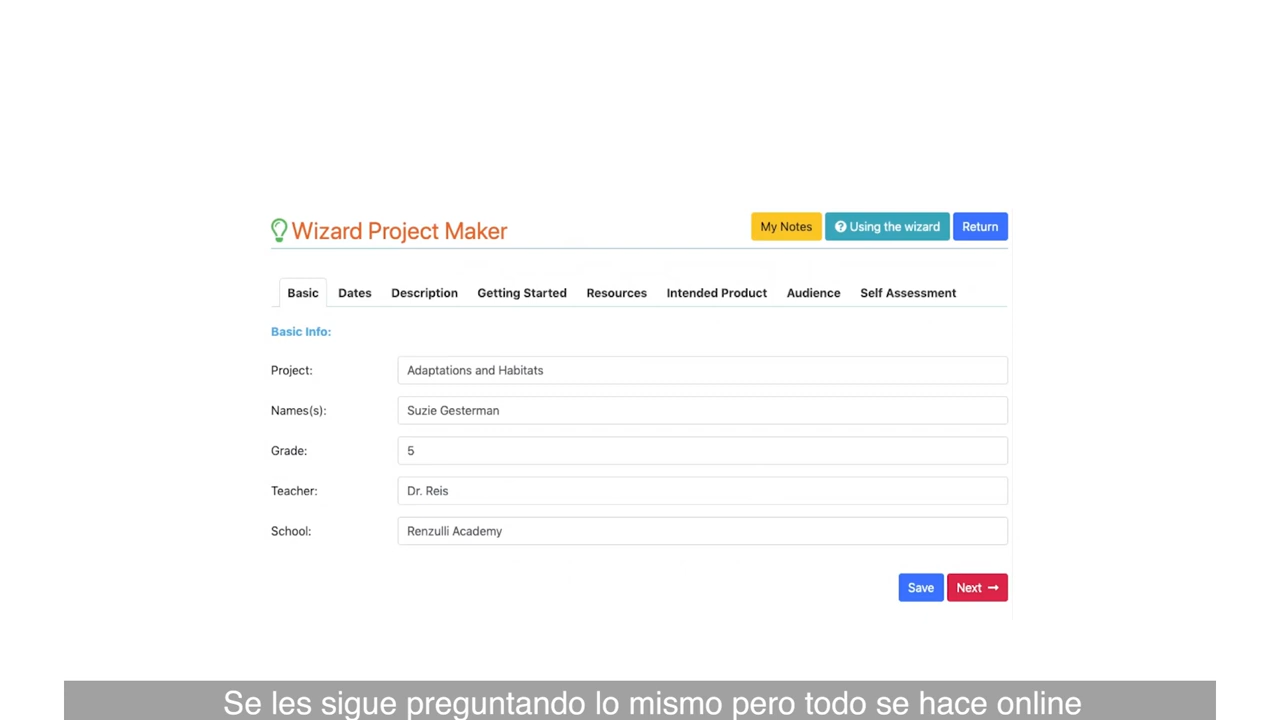 Wizard Project Maker
My Notes
Using the wizard
Return
Basic Dates Description Getting Started Resources Intended Product Audience Self Assessment
Basic Info:
Project: Adaptations and Habitats
Names(s): Suzie Gesterman
Grade: 5
Teacher: Dr. Reis
School: Renzulli Academy
Save Next →
Se les sigue preguntando lo mismo pero todo se hace online